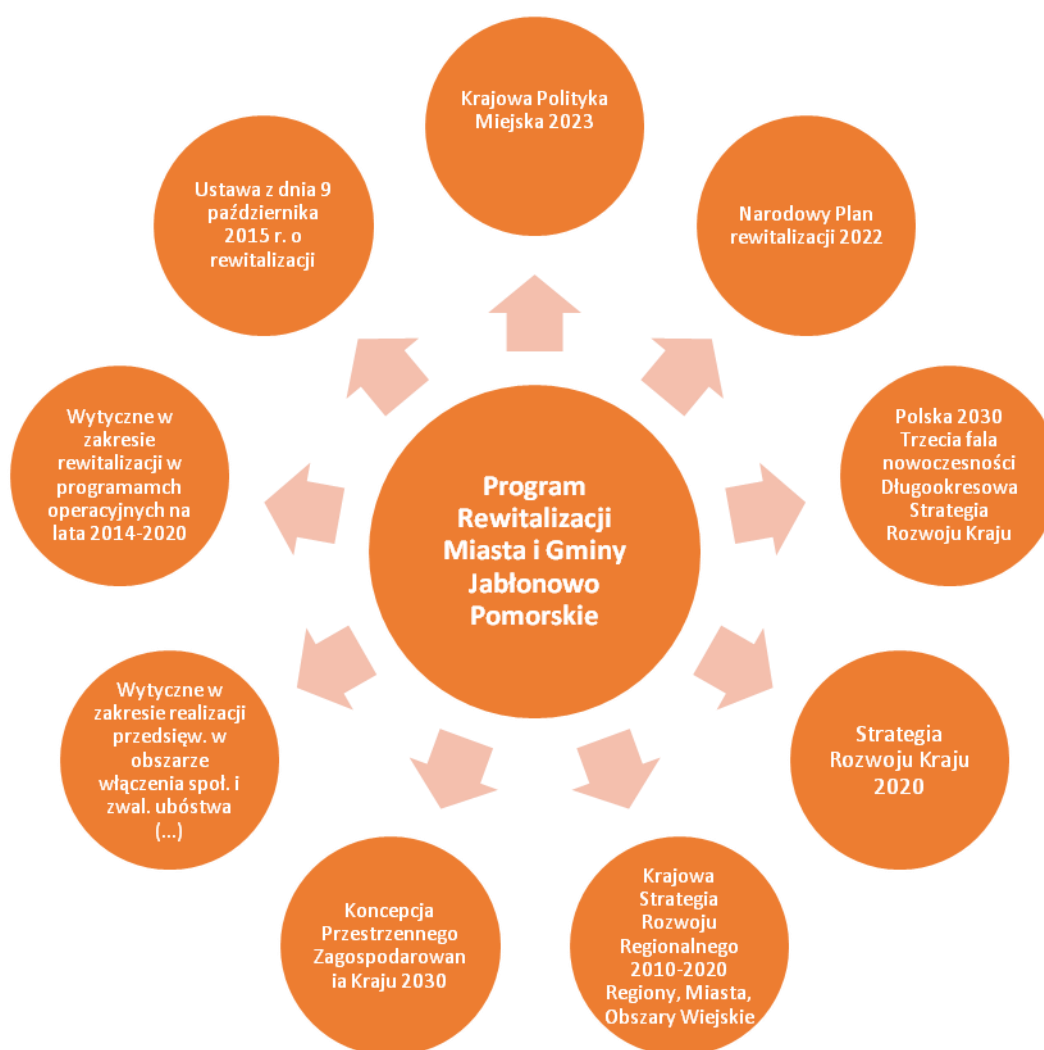 Krajowa Polityka
Miejska 2023
Narodowy Plan
rewitalizacji 2022
Polska 2030
Trzecia fala
nowoczesności
Długookresowa
Strategia
Rozwoju Kraju
Strategia
Rozwoju Kraju
2020
Krajowa
Strategia
Rozwoju
Regionalnego
2010-2020
Regiony, Miasta,
Obszary Wiejskie
Koncepcja
Przestrzennego
Zagospodarowan
ia Kraju 2030
Wytyczne w
zakresie realizacji
przedsięw. w
obszarze
włączenia społ. i
zwal. ubóstwa
(...)
Wytyczne w
zakresie
rewitalizacji w
programamch
operacyjnych na
lata 2014-2020
Ustawa z dnia 9
października
2015 r. o
rewitalizacji
Program
Rewitalizacji
Miasta i Gminy
Jabłonowo
Pomorskie